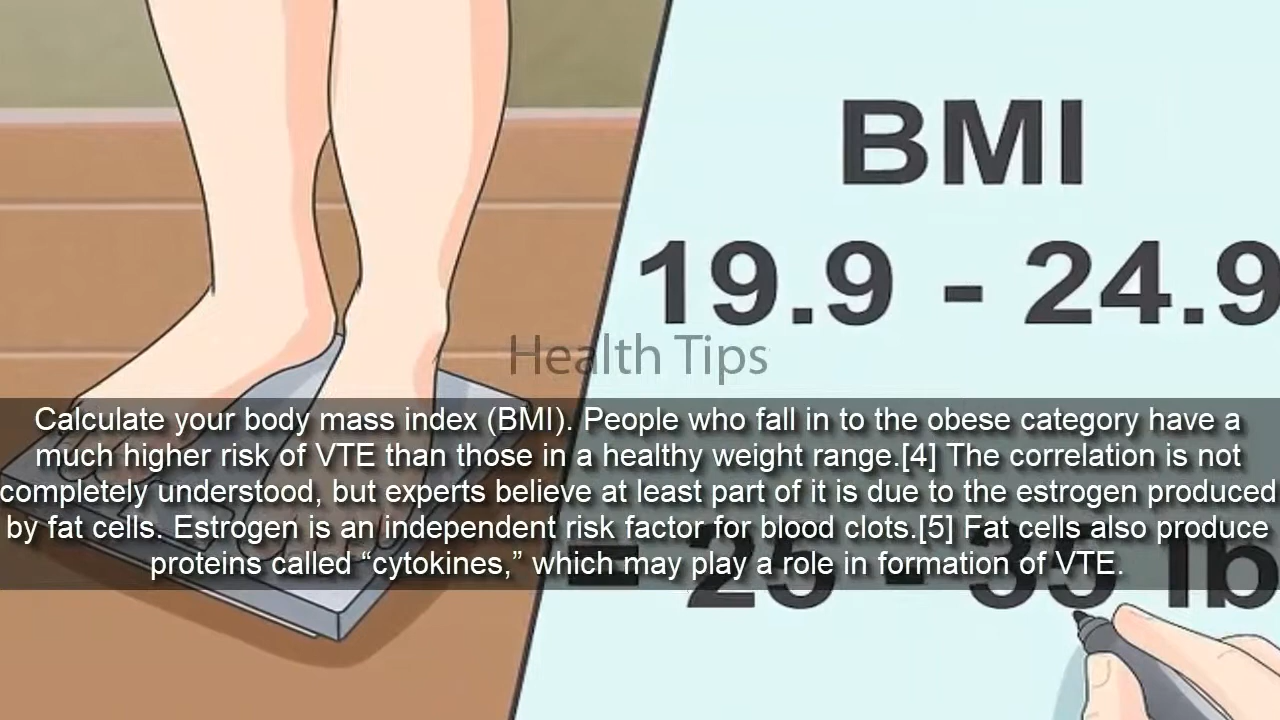 BMI
19.9 - 24.9
Health Tips
Calculate your body mass index (BMI). People who fall in to the obese category have a
much higher risk of VTE than those in a healthy weight range.[4] The correlation is not
completely understood, but experts believe at least part of it is due to the estrogen produced
by fat cells. Estrogen is an independent risk factor for blood clots.[5] Fat cells also produce
proteins called “cytokines,” which may play a role in formation of VTE.
= 25 - 35 lb